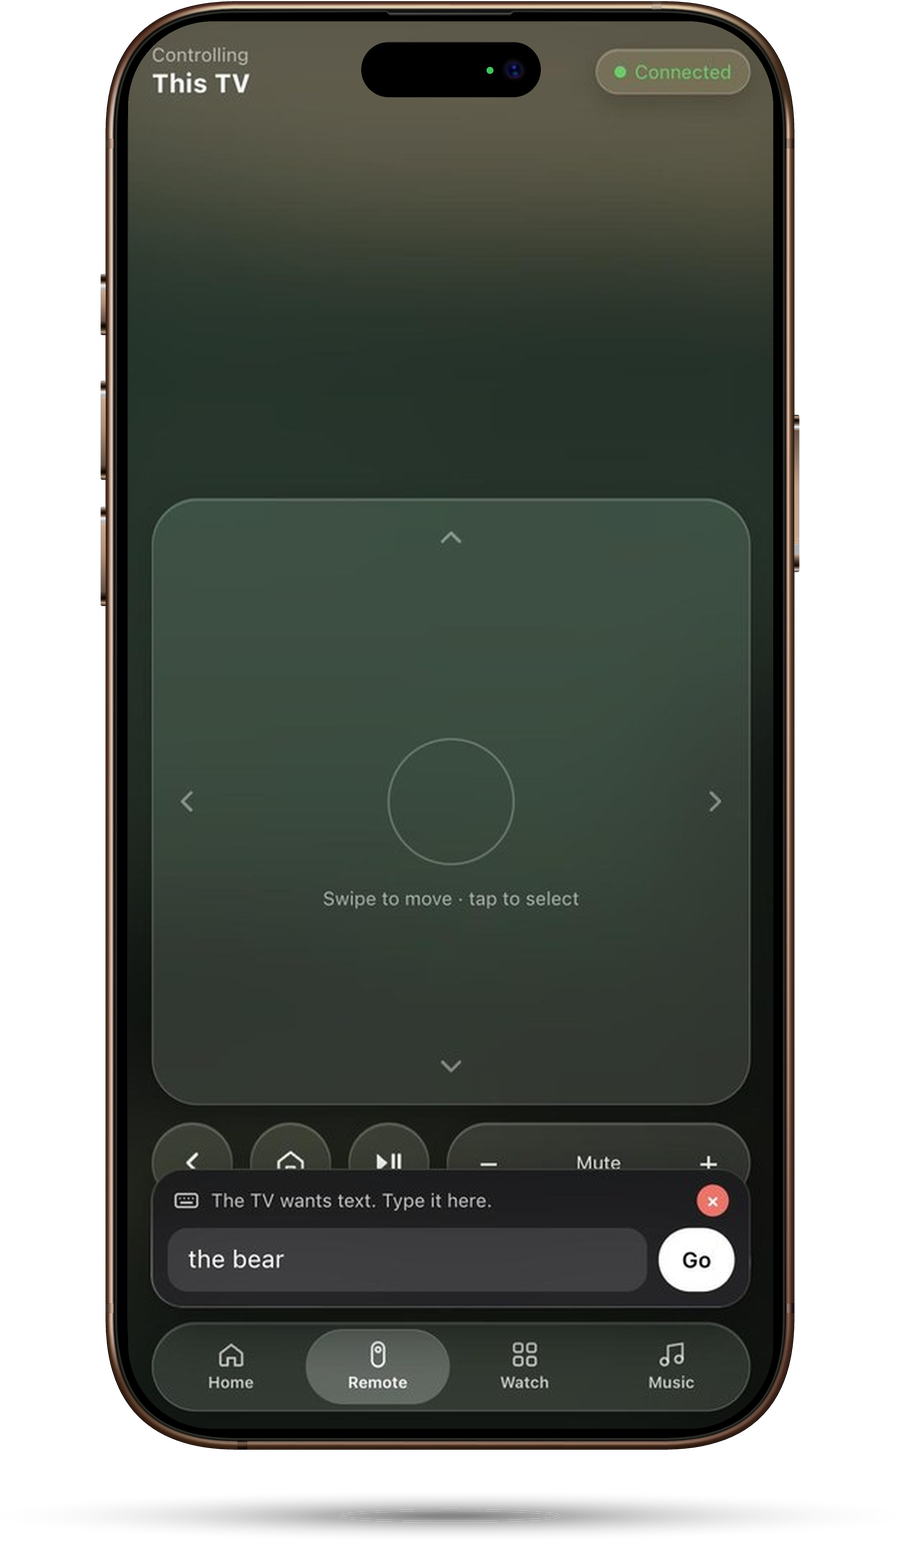 Controlling
This TV
Connected
Swipe to move · tap to select
Mute
The TV wants text. Type it here.
the bear
Go
Home
Remote
Watch
Music